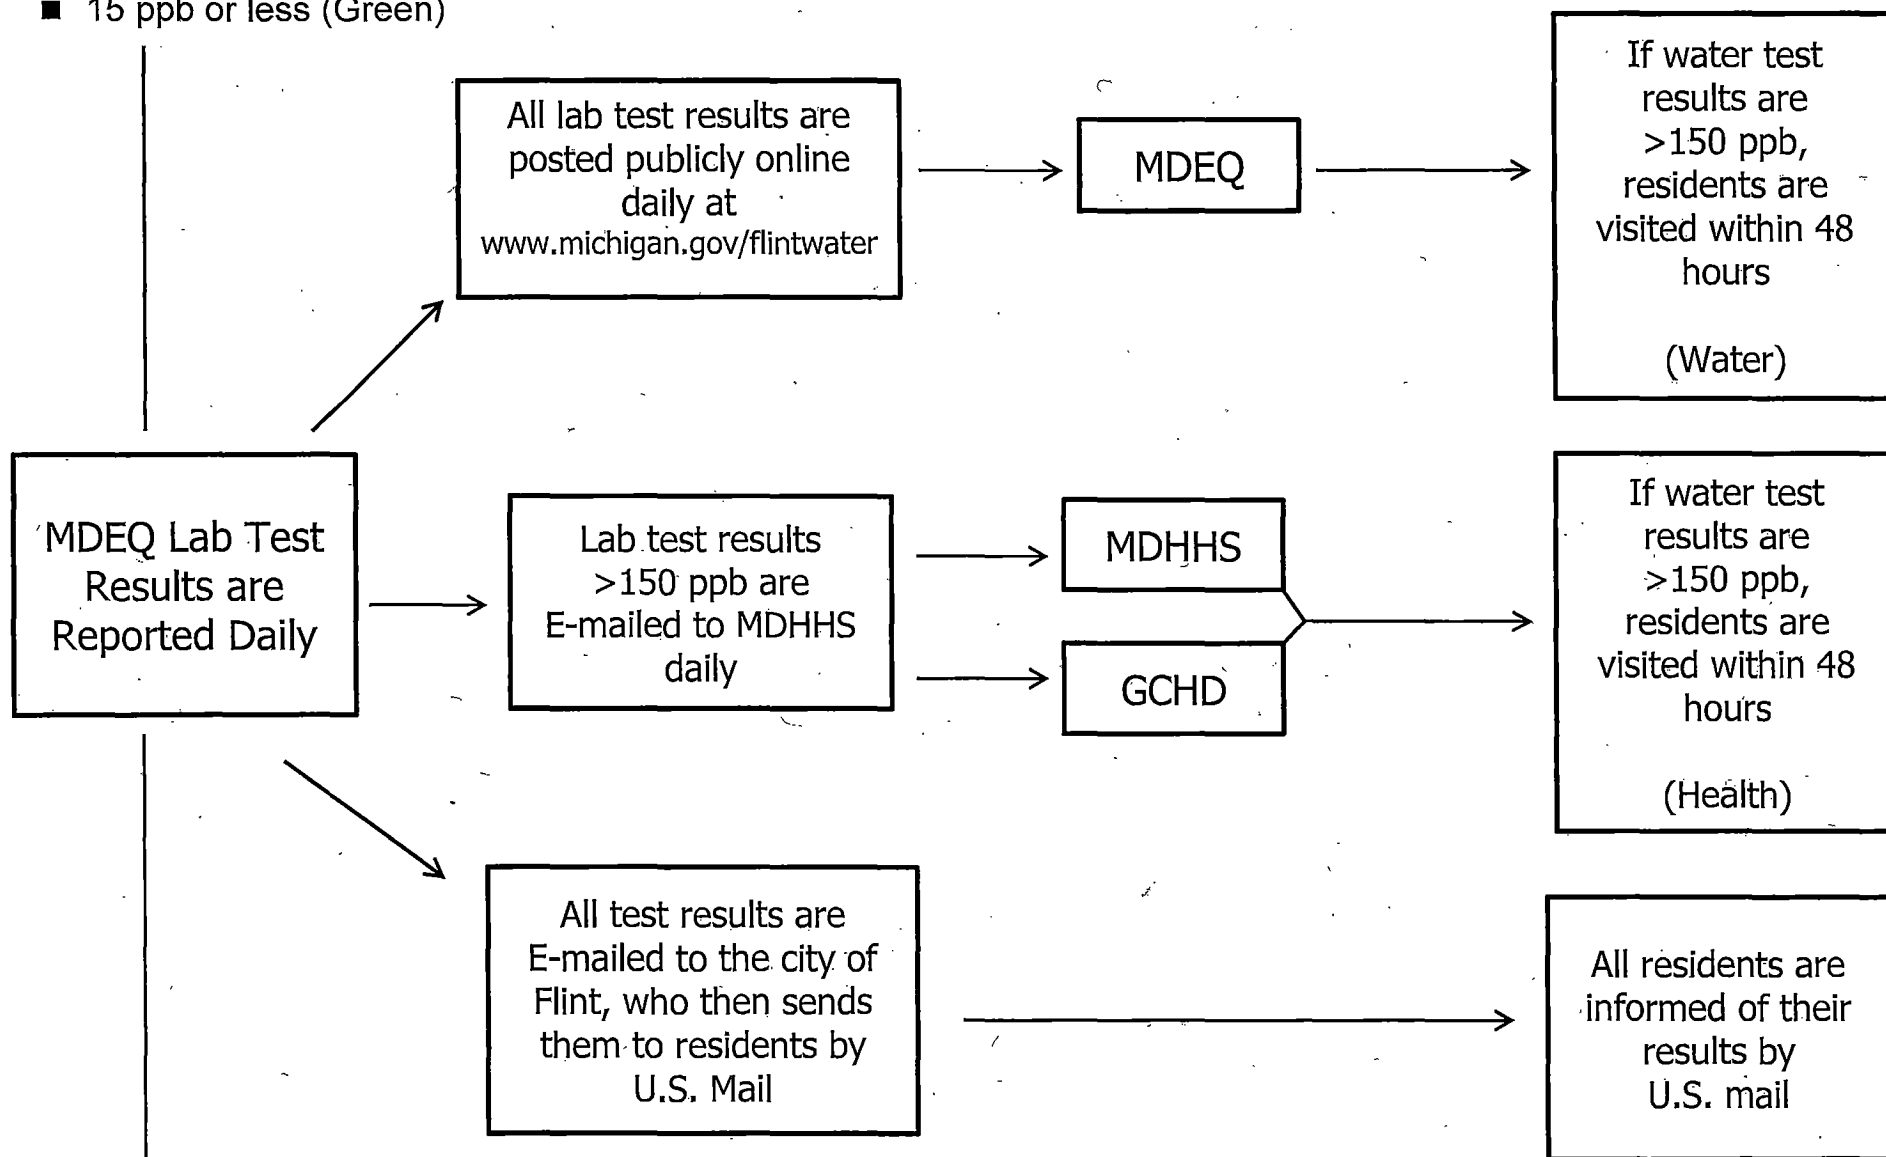 ■ 15 ppb or less (Green)
All lab test results are
posted publicly online
daily at
www.michigan.gov/flintwater
MDEQ
If water test
results are
>150 ppb,
residents are
visited within 48
hours
(Water)
MDEQ Lab Test
Results are
Reported Daily
Lab test results
>150 ppb are
E-mailed to MDHHS
daily
MDHHS
GCHD
If water test
results are
>150 ppb,
residents are
visited within 48
hours
(Health)
All test results are
E-mailed to the city of
Flint, who then sends
them to residents by
U.S. Mail
All residents are
informed of their
results by
U.S. mail